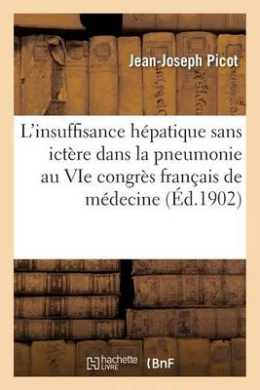 Jean-Joseph Picot
L'insuffisance hépatique sans ictère dans la pneumonie au VIe congrès français de médecine (Éd.1902)
hachette
LIVRE
{BnF